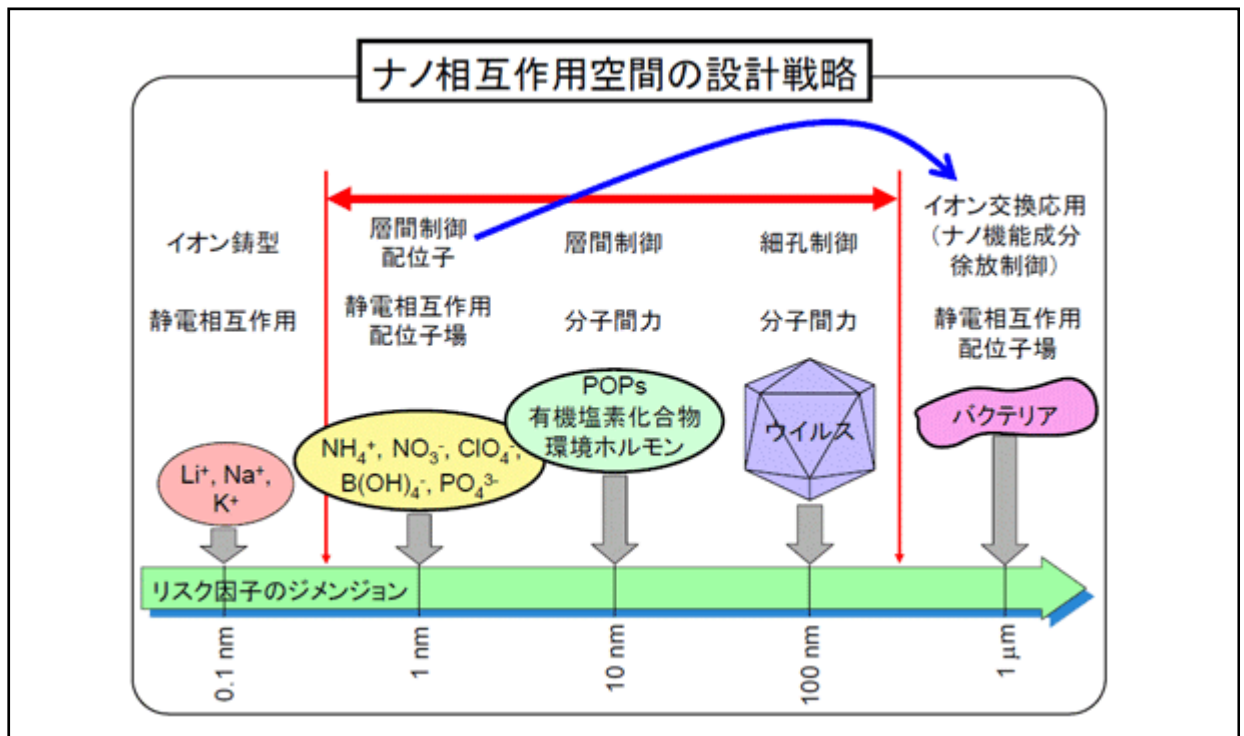 ナノ相互作用空間の設計戦略
イオン鋳型
静電相互作用
層間制御
配位子
静電相互作用
配位子場
層間制御
分子間力
細孔制御
分子間力
イオン交換応用
（ナノ機能成分
徐放制御）
静電相互作用
配位子場
Li⁺, Na⁺,
K⁺
NH₄⁺, NO₃⁻, ClO₄⁻,
B(OH)₄⁻, PO₄³⁻
POPs
有機塩素化合物
環境ホルモン
ウイルス
バクテリア
リスク因子のジメンジョン
0.1 nm
1 nm
10 nm
100 nm
1 μm